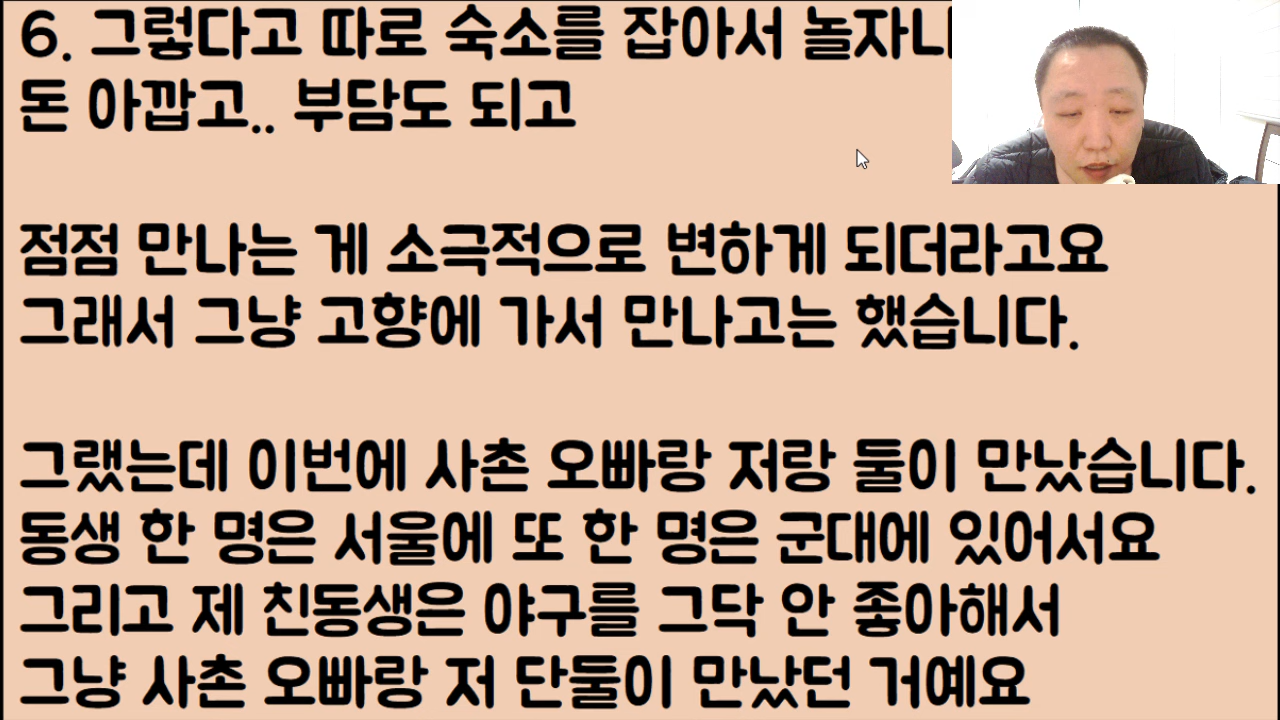 6. 그렇다고 따로 숙소를 잡아서 놀자니
돈 아깝고.. 부담도 되고
점점 만나는 게 소극적으로 변하게 되더라고요
그래서 그냥 고향에 가서 만나고는 했습니다.
그랬는데 이번에 사촌 오빠랑 저랑 둘이 만났습니다.
동생 한 명은 서울에 또 한 명은 군대에 있어서요
그리고 제 친동생은 야구를 그닥 안 좋아해서
그냥 사촌 오빠랑 저 단둘이 만났던 거예요